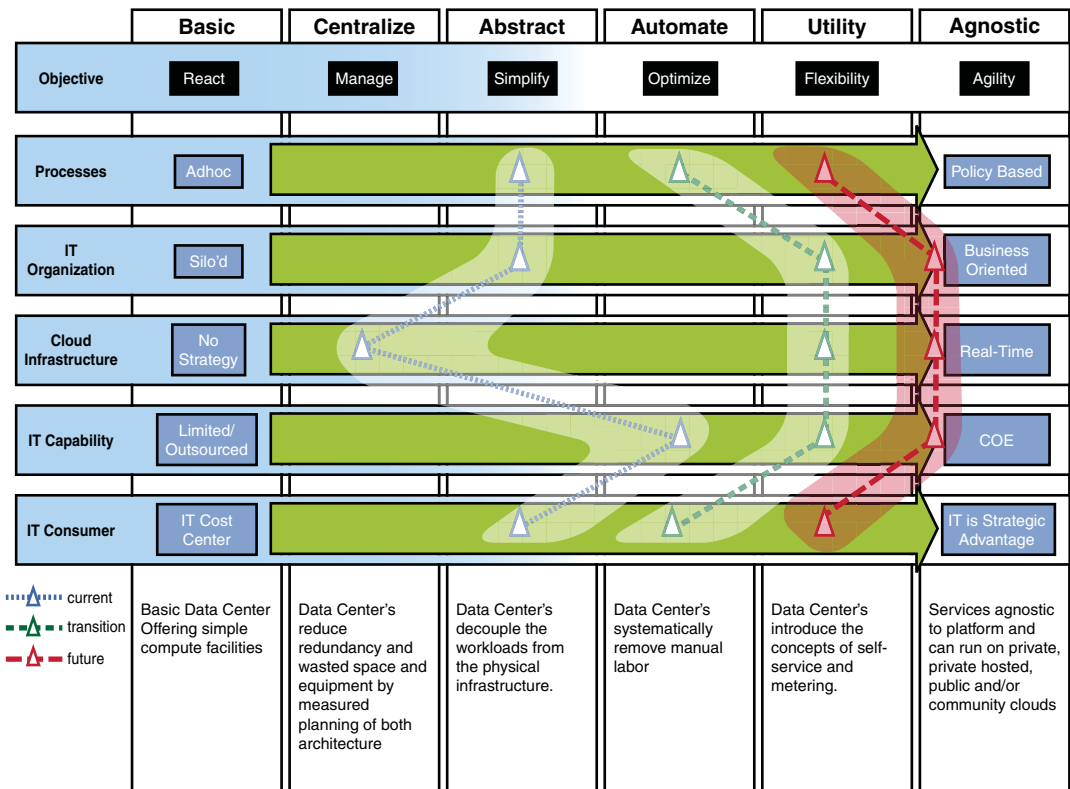 Basic
Centralize
Abstract
Automate
Utility
Agnostic
Objective
React
Manage
Simplify
Optimize
Flexibility
Agility
Processes
Adhoc
Policy Based
IT
Organization
Silo'd
Business
Oriented
Cloud
Infrastructure
No
Strategy
Real-Time
IT Capability
Limited/
Outsourced
COE
IT Consumer
IT Cost
Center
IT is Strategic
Advantage
current
transition
future
Basic Data Center
Offering simple
compute facilities
Data Center's
reduce
redundancy and
wasted space and
equipment by
measured
planning of both
architecture
Data Center's
decouple the
workloads from
the physical
infrastructure.
Data Center's
systematically
remove manual
labor
Data Center's
introduce the
concepts of self-
service and
metering.
Services agnostic
to platform and
can run on private,
private hosted,
public and/or
community clouds